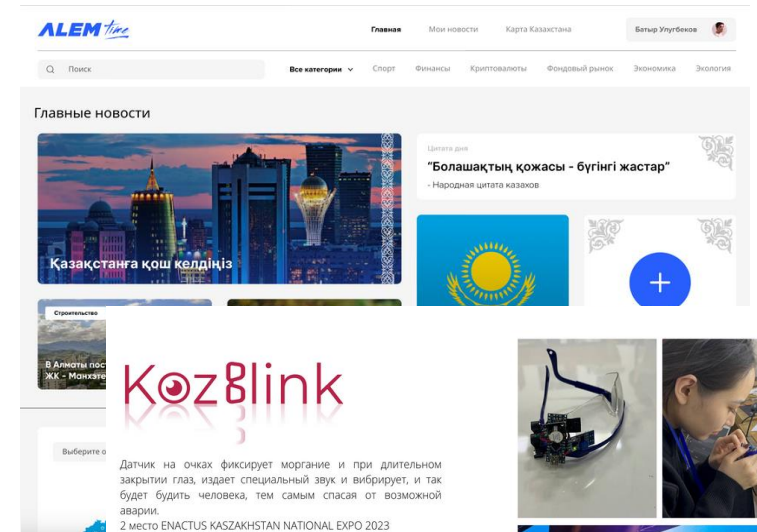 ALEM time
Главная Мои новости Карта Казахстана Батыр Улугбеков
Поиск Все категории Спорт Финансы Криптовалюты Фондовый рынок Экономика Экология
Главные новости
Цитата дня
“Болашақтың қожасы - бүгінгі жастар”
- Народная цитата казахов
Қазақстанға қош келдіңіз
Строительство
В Алматы пос
ЖК - Манхэте
Выберите о
KozBlink
Датчик на очках фиксирует моргание и при длительном
закрытии глаз, издает специальный звук и вибрирует, и так
будет будить человека, тем самым спасая от возможной
аварии.
2 место ENACTUS KASZAKHSTAN NATIONAL EXPO 2023